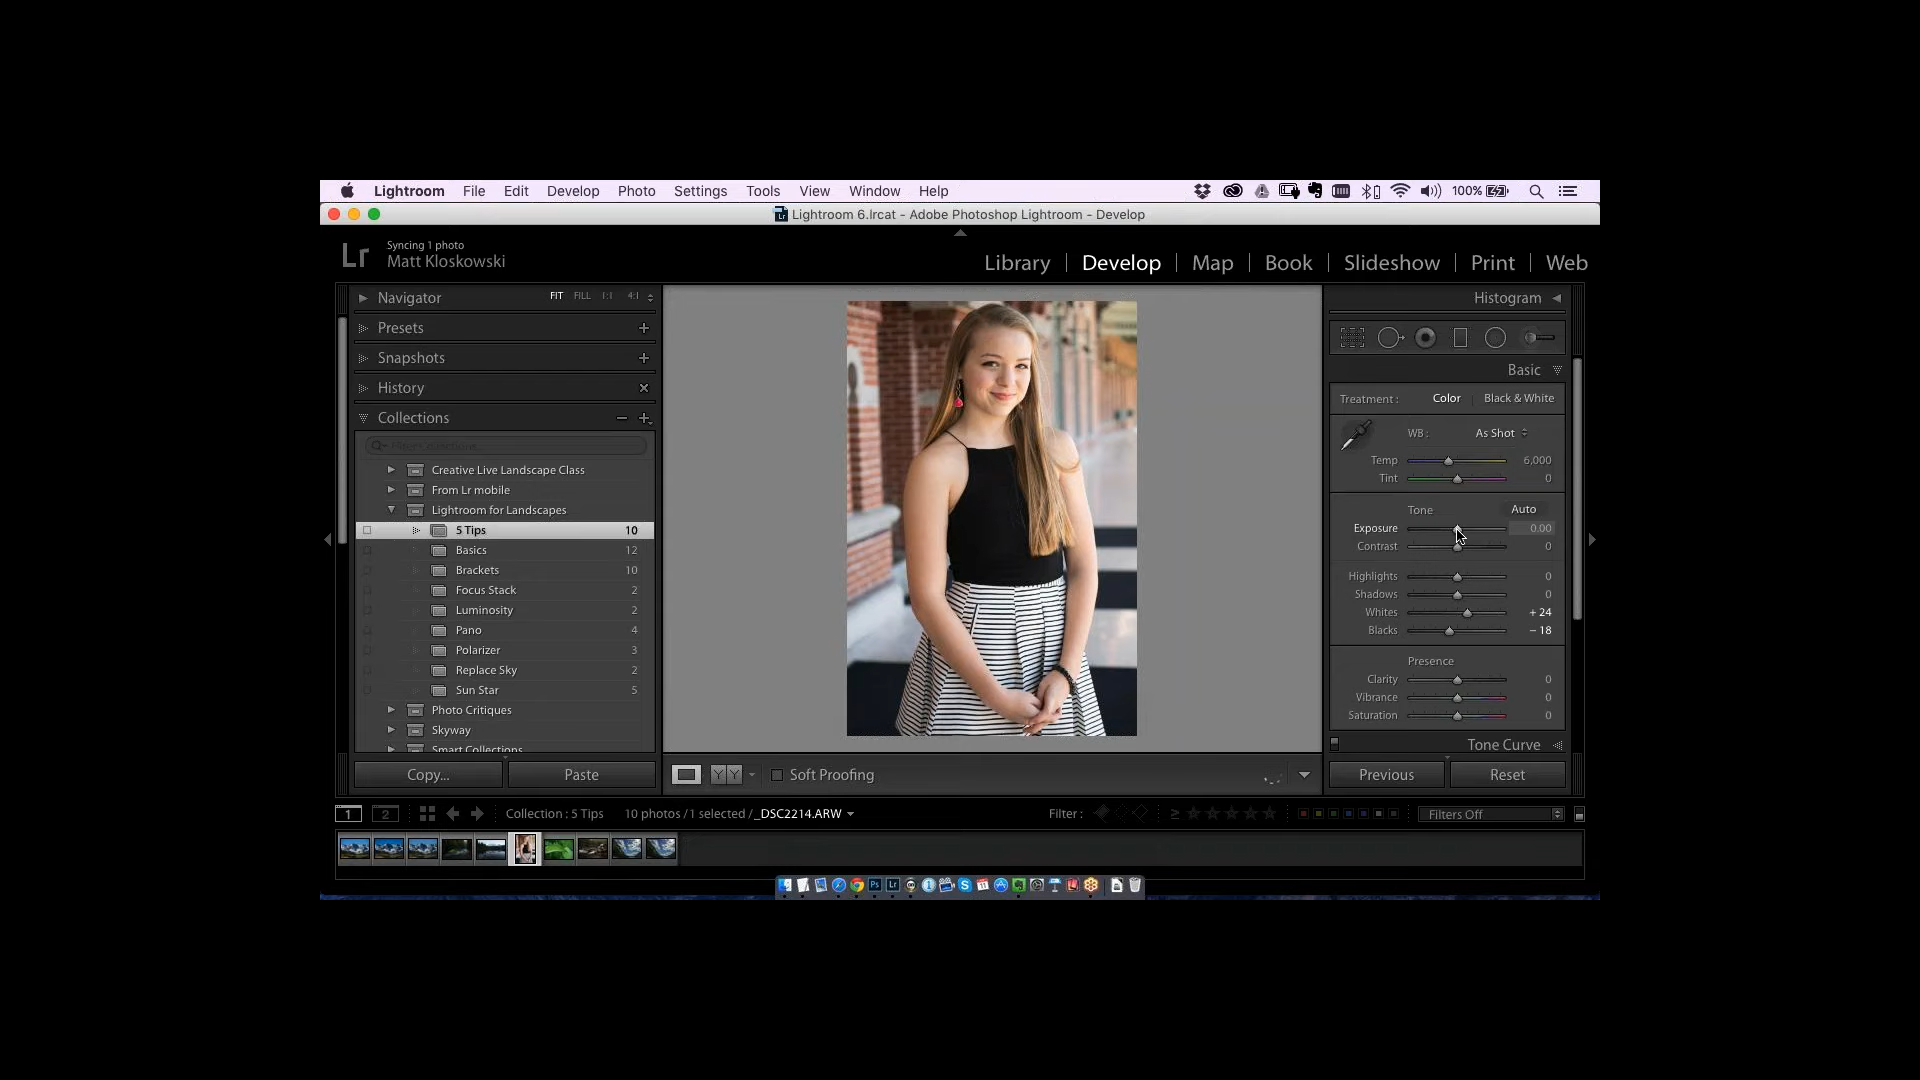 Lightroom File Edit Develop Photo Settings Tools View Window Help 100%
Lightroom 6.lrcat - Adobe Photoshop Lightroom - Develop
Lr
Syncing 1 photo
Matt Kloskowski
Library | Develop | Map | Book | Slideshow | Print | Web
Navigator FIT FILL 1:1 4:1
Presets
Snapshots
History
Collections
Filter Collections
Creative Live Landscape Class
From Lr mobile
Lightroom for Landscapes
5 Tips 10
Basics 12
Brackets 10
Focus Stack 2
Luminosity 2
Pano 4
Polarizer 3
Replace Sky 2
Sun Star 5
Photo Critiques
Skyway
Smart Collections
Copy... Paste
Soft Proofing
Histogram
Basic
Treatment : Color Black & White
WB : As Shot
Temp 6,000
Tint 0
Tone Auto
Exposure 0.00
Contrast 0
Highlights 0
Shadows 0
Whites + 24
Blacks – 18
Presence
Clarity 0
Vibrance 0
Saturation 0
Tone Curve
Previous Reset
1 2 Collection : 5 Tips 10 photos / 1 selected / _DSC2214.ARW Filter : ≥ Filters Off
Ps Lr